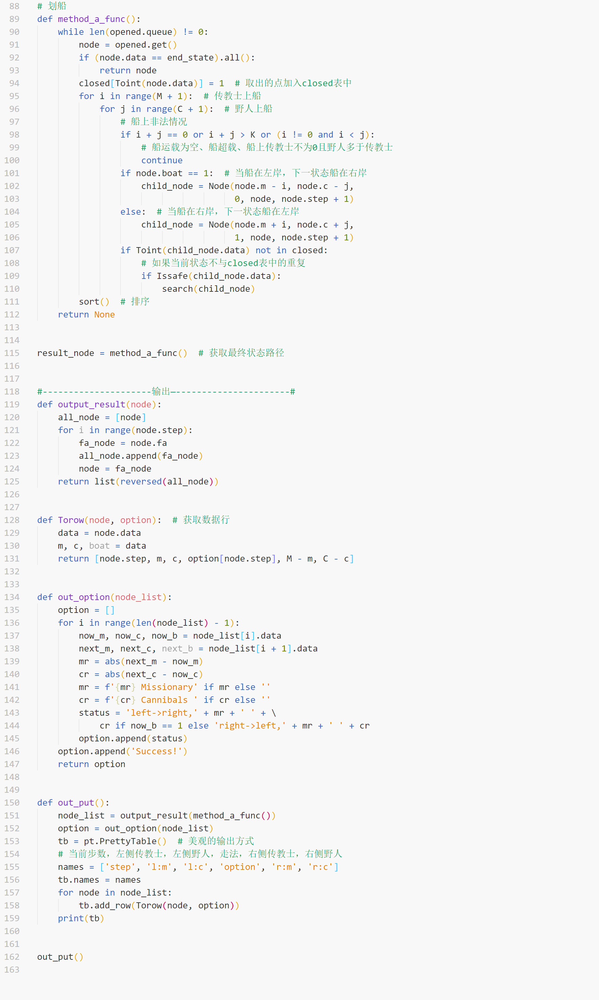 88 # 划船
89 def method_a_func():
90     while len(opened.queue) != 0:
91         node = opened.get()
92         if (node.data == end_state).all():
93             return node
94         closed[Toint(node.data)] = 1  # 取出的点加入closed表中
95         for i in range(M + 1):  # 传教士上船
96             for j in range(C + 1):  # 野人上船
97                 # 船上非法情况
98                 if i + j == 0 or i + j > K or (i != 0 and i < j):
99                     # 船运载为空、船超载、船上传教士不为0且野人多于传教士
100                     continue
101                 if node.boat == 1:  # 当船在左岸，下一状态船在右岸
102                     child_node = Node(node.m - i, node.c - j,
103                                       0, node, node.step + 1)
104                 else:  # 当船在右岸，下一状态船在左岸
105                     child_node = Node(node.m + i, node.c + j,
106                                       1, node, node.step + 1)
107                 if Toint(child_node.data) not in closed:
108                     # 如果当前状态不与closed表中的重复
109                     if Issafe(child_node.data):
110                         search(child_node)
111         sort()  # 排序
112     return None
113
114
115 result_node = method_a_func()  # 获取最终状态路径
116
117
118 #---------------------输出—----------------------#
119 def output_result(node):
120     all_node = [node]
121     for i in range(node.step):
122         fa_node = node.fa
123         all_node.append(fa_node)
124         node = fa_node
125     return list(reversed(all_node))
126
127
128 def Torow(node, option):  # 获取数据行
129     data = node.data
130     m, c, boat = data
131     return [node.step, m, c, option[node.step], M - m, C - c]
132
133
134 def out_option(node_list):
135     option = []
136     for i in range(len(node_list) - 1):
137         now_m, now_c, now_b = node_list[i].data
138         next_m, next_c, next_b = node_list[i + 1].data
139         mr = abs(next_m - now_m)
140         cr = abs(next_c - now_c)
141         mr = f'{mr} Missionary' if mr else ''
142         cr = f'{cr} Cannibals ' if cr else ''
143         status = 'left->right,' + mr + ' ' + \
144             cr if now_b == 1 else 'right->left,' + mr + ' ' + cr
145         option.append(status)
146     option.append('Success!')
147     return option
148
149
150 def out_put():
151     node_list = output_result(method_a_func())
152     option = out_option(node_list)
153     tb = pt.PrettyTable()  # 美观的输出方式
154     # 当前步数，左侧传教士，左侧野人，走法，右侧传教士，右侧野人
155     names = ['step', 'l:m', 'l:c', 'option', 'r:m', 'r:c']
156     tb.names = names
157     for node in node_list:
158         tb.add_row(Torow(node, option))
159     print(tb)
160
161
162 out_put()
163